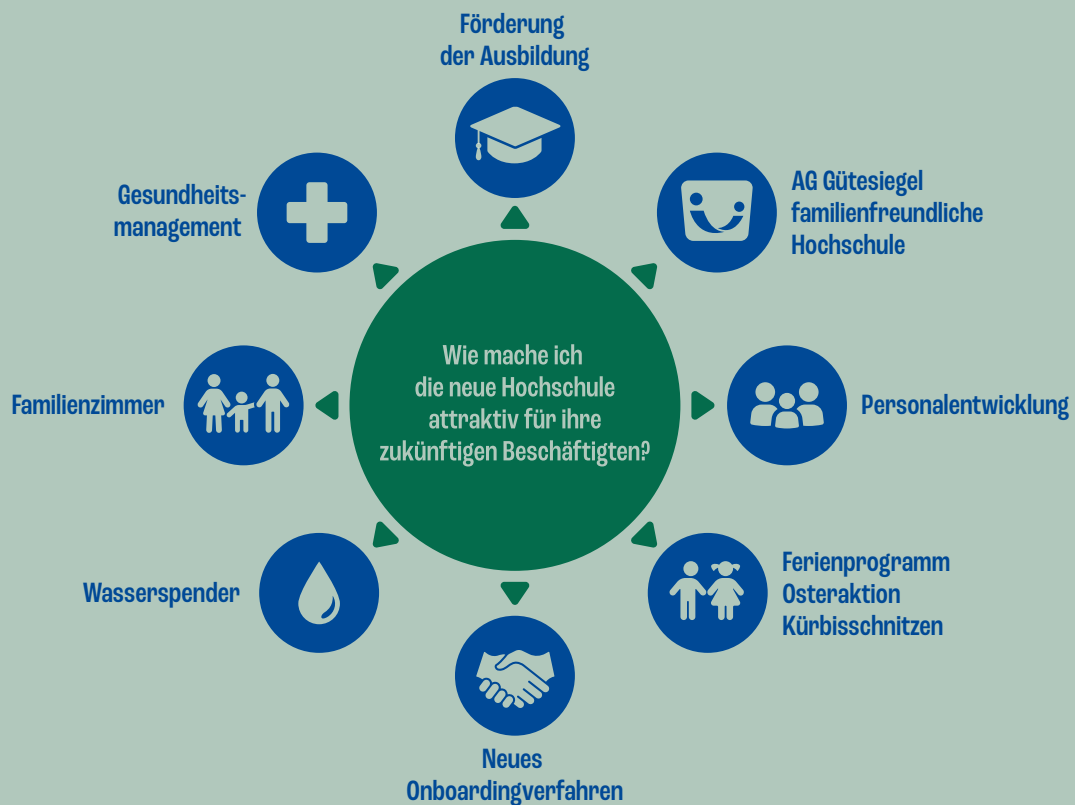 Förderung
der Ausbildung
AG Gütesiegel
familienfreundliche
Hochschule
Gesundheits-
management
Wie mache ich
die neue Hochschule
attraktiv für ihre
zukünftigen Beschäftigten?
Familienzimmer
Personalentwicklung
Wasserspender
Ferienprogramm
Osteraktion
Kürbisschnitzen
Neues
Onboardingverfahren